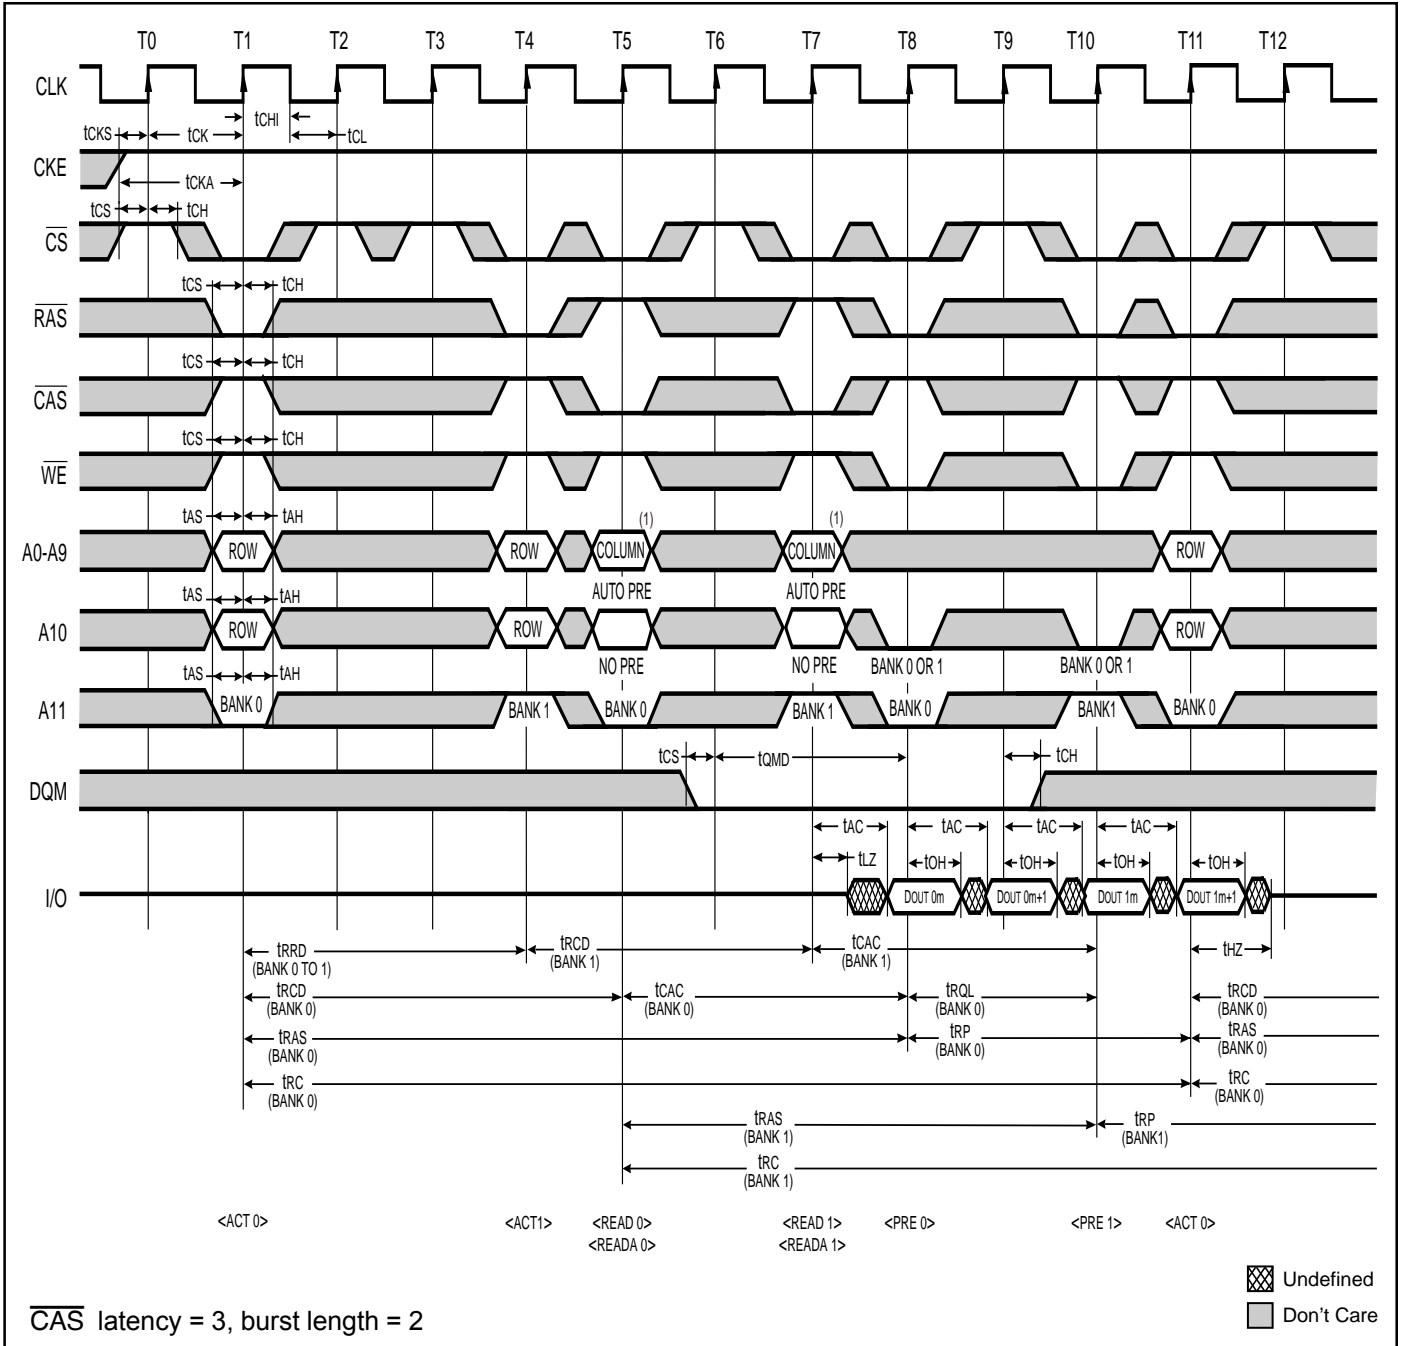 T0 T1 T2 T3 T4 T5 T6 T7 T8 T9 T10 T11 T12
CLK
tCHI
tCKS tCK tCL
CKE
tCKA
tCS tCH
CS
tCS tCH
RAS
tCS tCH
CAS
tCS tCH
WE
tAS tAH (1) (1)
A0-A9 ROW ROW COLUMN COLUMN ROW
AUTO PRE AUTO PRE
tAS tAH
A10 ROW ROW ROW
NO PRE NO PRE BANK 0 OR 1 BANK 0 OR 1
tAS tAH
A11 BANK 0 BANK 1 BANK 0 BANK 1 BANK 0 BANK1 BANK 0
tCS tQMD tCH
DQM
tAC tAC tAC tAC
tLZ tOH tOH tOH tOH
I/O DOUT 0m DOUT 0m+1 DOUT 1m DOUT 1m+1
tRRD tRCD tCAC tHZ
(BANK 0 TO 1) (BANK 1) (BANK 1)
tRCD tCAC tRQL tRCD
(BANK 0) (BANK 0) (BANK 0) (BANK 0)
tRAS tRP tRAS
(BANK 0) (BANK 0) (BANK 0)
tRC tRC
(BANK 0) (BANK 0)
tRAS tRP
(BANK 1) (BANK1)
tRC
(BANK 1)
<ACT 0> <ACT1> <READ 0> <READ 1> <PRE 0> <PRE 1> <ACT 0>
<READA 0> <READA 1>
Undefined
Don't Care
CAS latency = 3, burst length = 2